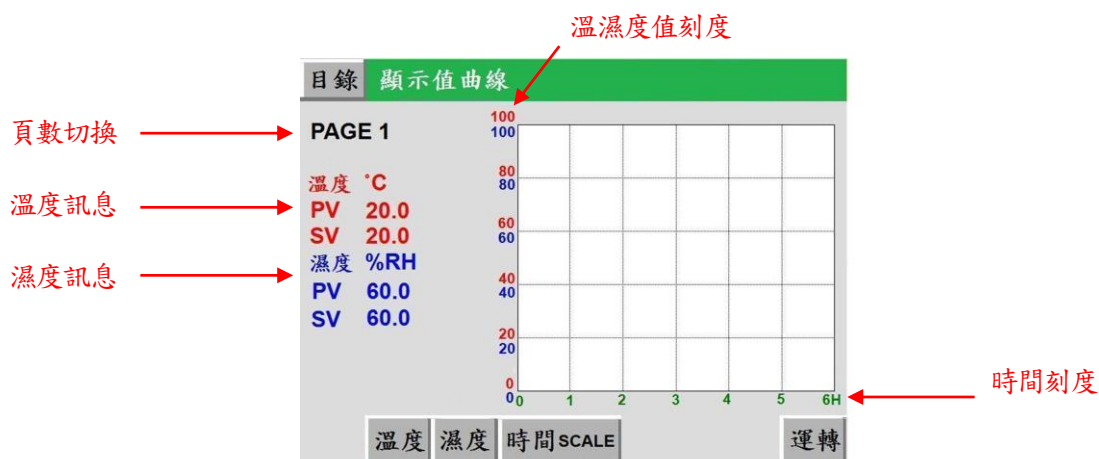 溫濕度值刻度
目錄 顯示值曲線
頁數切換
PAGE 1
溫度訊息
溫度 °C
PV 20.0
SV 20.0
濕度訊息
濕度 %RH
PV 60.0
SV 60.0
100
100
80
80
60
60
40
40
20
20
0
0
0 1 2 3 4 5 6H
時間刻度
溫度 濕度 時間SCALE 運轉